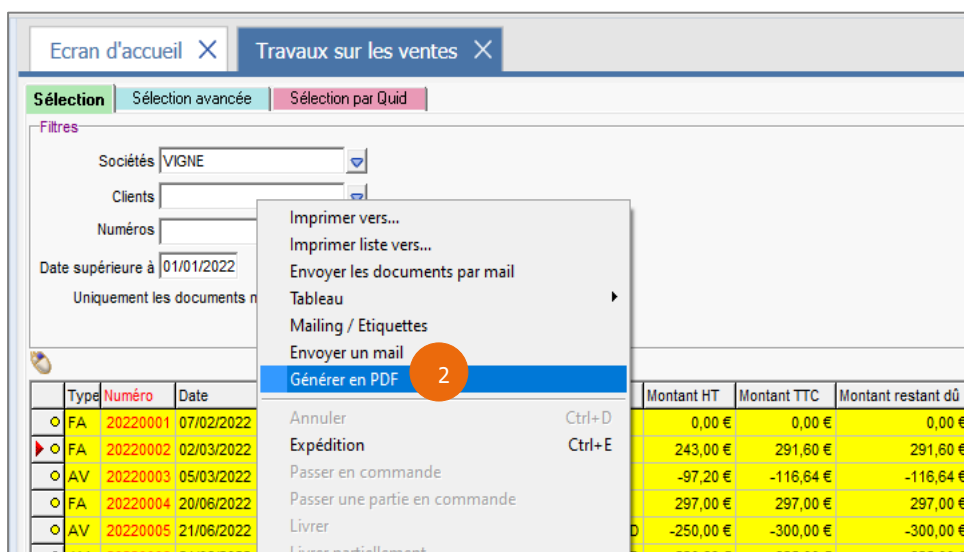 Ecran d'accueil Travaux sur les ventes
Sélection Sélection avancée Sélection par Quid
Filtres
Sociétés VIGNE
Clients
Numéros
Date supérieure à 01/01/2022
Uniquement les documents
Imprimer vers...
Imprimer liste vers...
Envoyer les documents par mail
Tableau
Mailing / Etiquettes
Envoyer un mail
Générer en PDF 2
Annuler Ctrl+D
Expédition Ctrl+E
Passer en commande
Passer une partie en commande
Livrer
Livrer partiellement
Type Numéro Date Montant HT Montant TTC Montant restant dû
FA 20220001 07/02/2022 0,00 € 0,00 € 0,00 €
FA 20220002 02/03/2022 243,00 € 291,60 € 291,60 €
AV 20220003 05/03/2022 -97,20 € -116,64 € -116,64 €
FA 20220004 20/06/2022 297,00 € 297,00 € 297,00 €
AV 20220005 21/06/2022 D -250,00 € -300,00 € -300,00 €